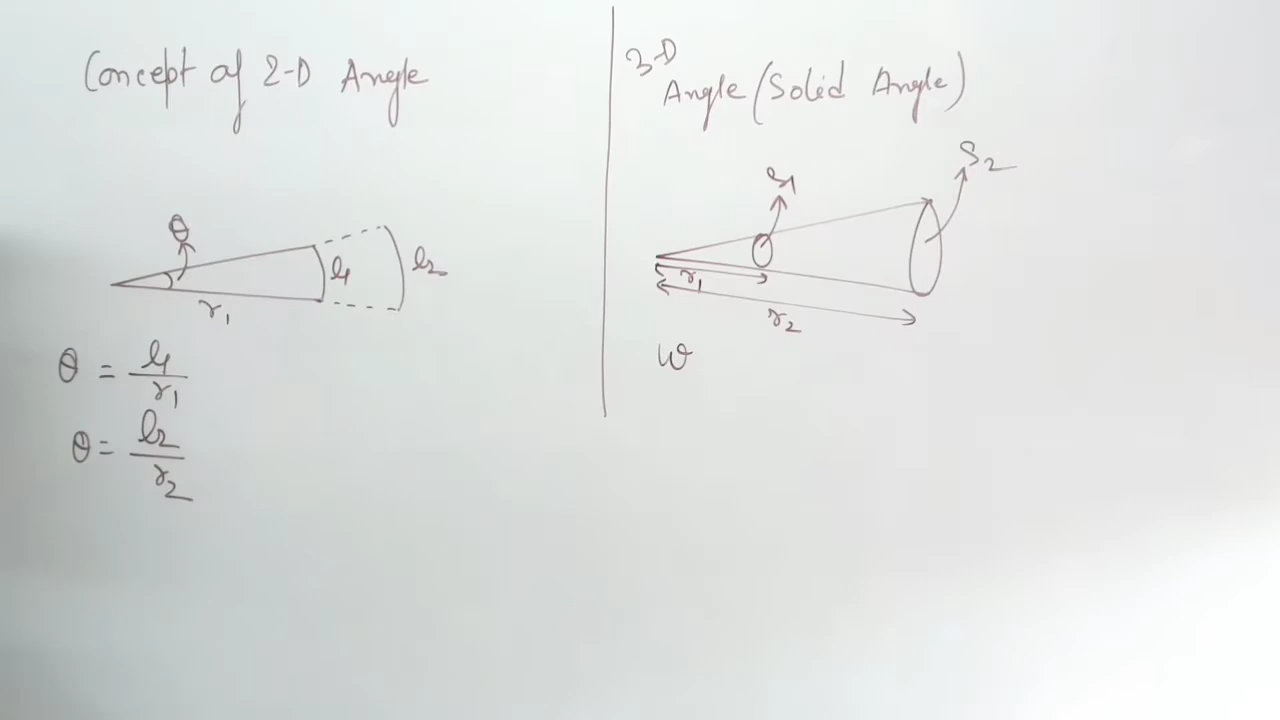 Concept of 2-D Angle
θ
l1
l2
r1
θ = l1/r1
θ = l2/r2
3-D
Angle (Solid Angle)
S1
S2
r1
r2
ω